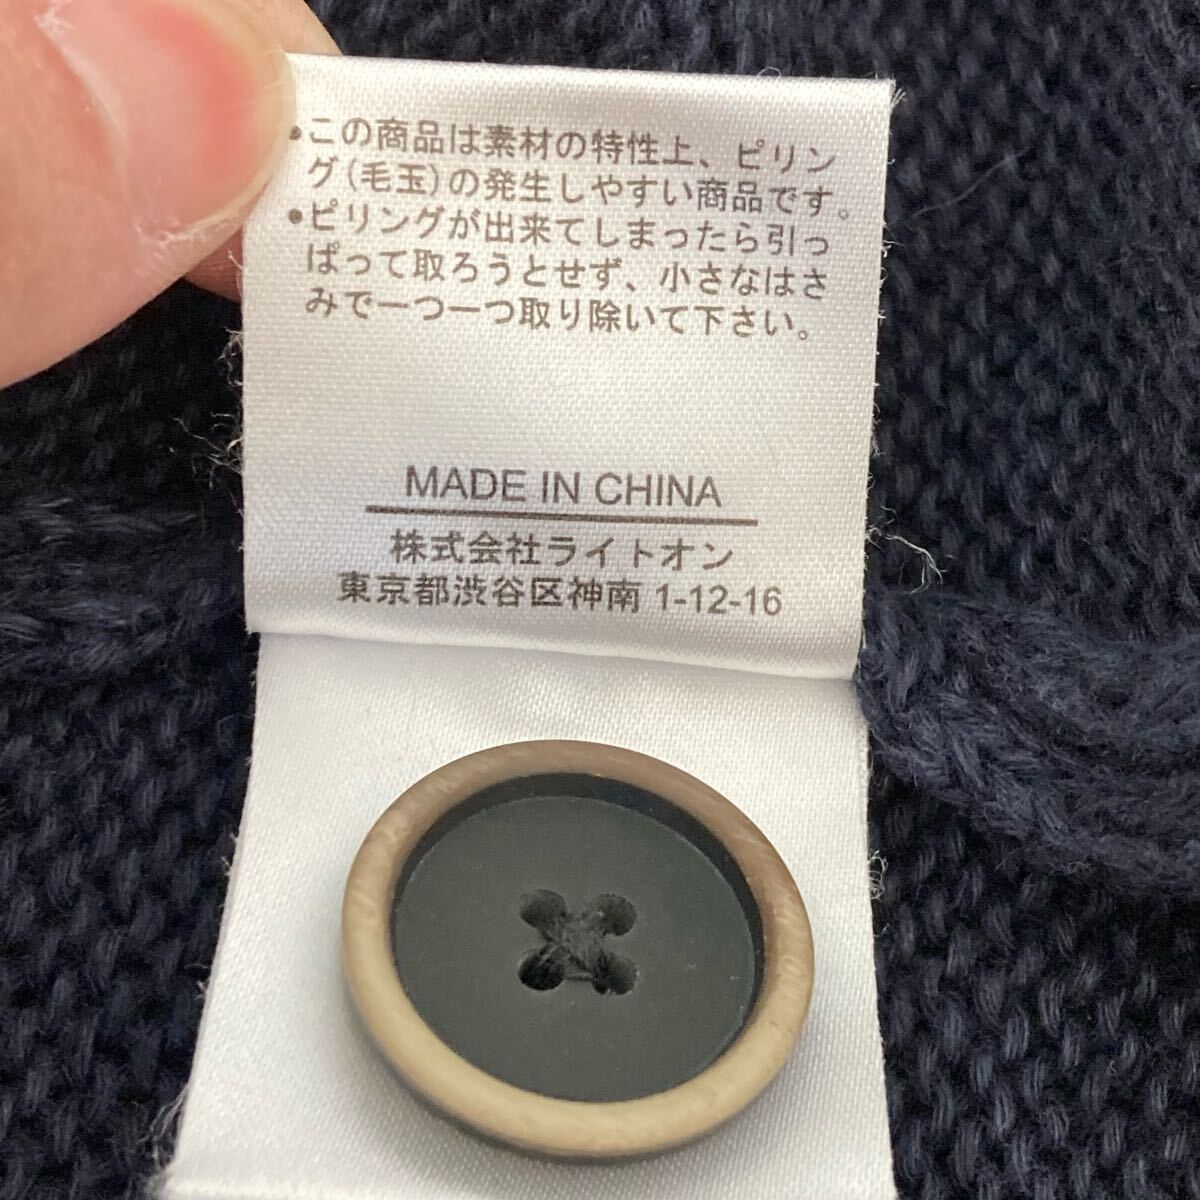 •この商品は素材の特性上、ピリン
グ(毛玉)の発生しやすい商品です。
•ピリングが出来てしまったら引っ
ぱって取ろうとせず、小さなはさ
みで一つ一つ取り除いて下さい。
MADE IN CHINA
株式会社ライトオン
東京都渋谷区神南 1-12-16